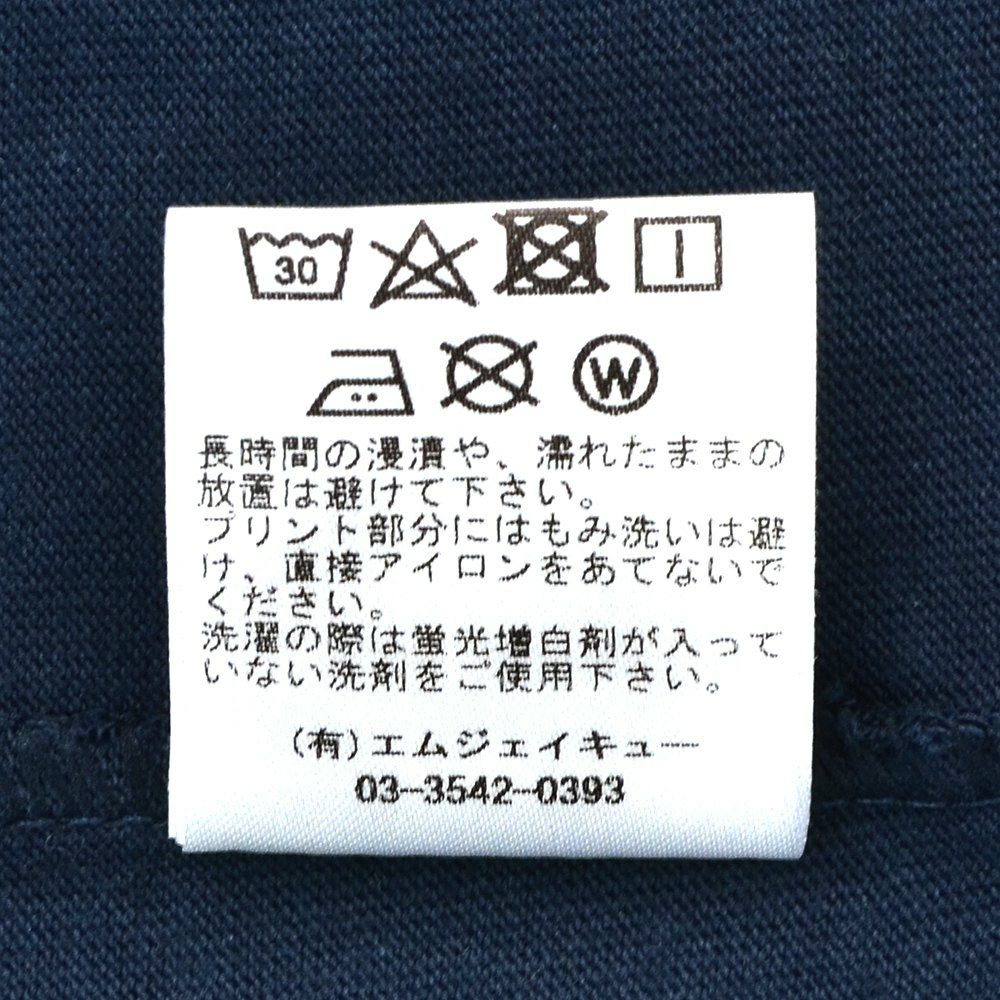 30
W
長時間の浸漬や、濡れたままの
放置は避けて下さい。
プリント部分にはもみ洗いは避
け、直接アイロンをあてないで
ください。
洗濯の際は蛍光増白剤が入って
いない洗剤をご使用下さい。
(有)エムジェイキュー
03-3542-0393